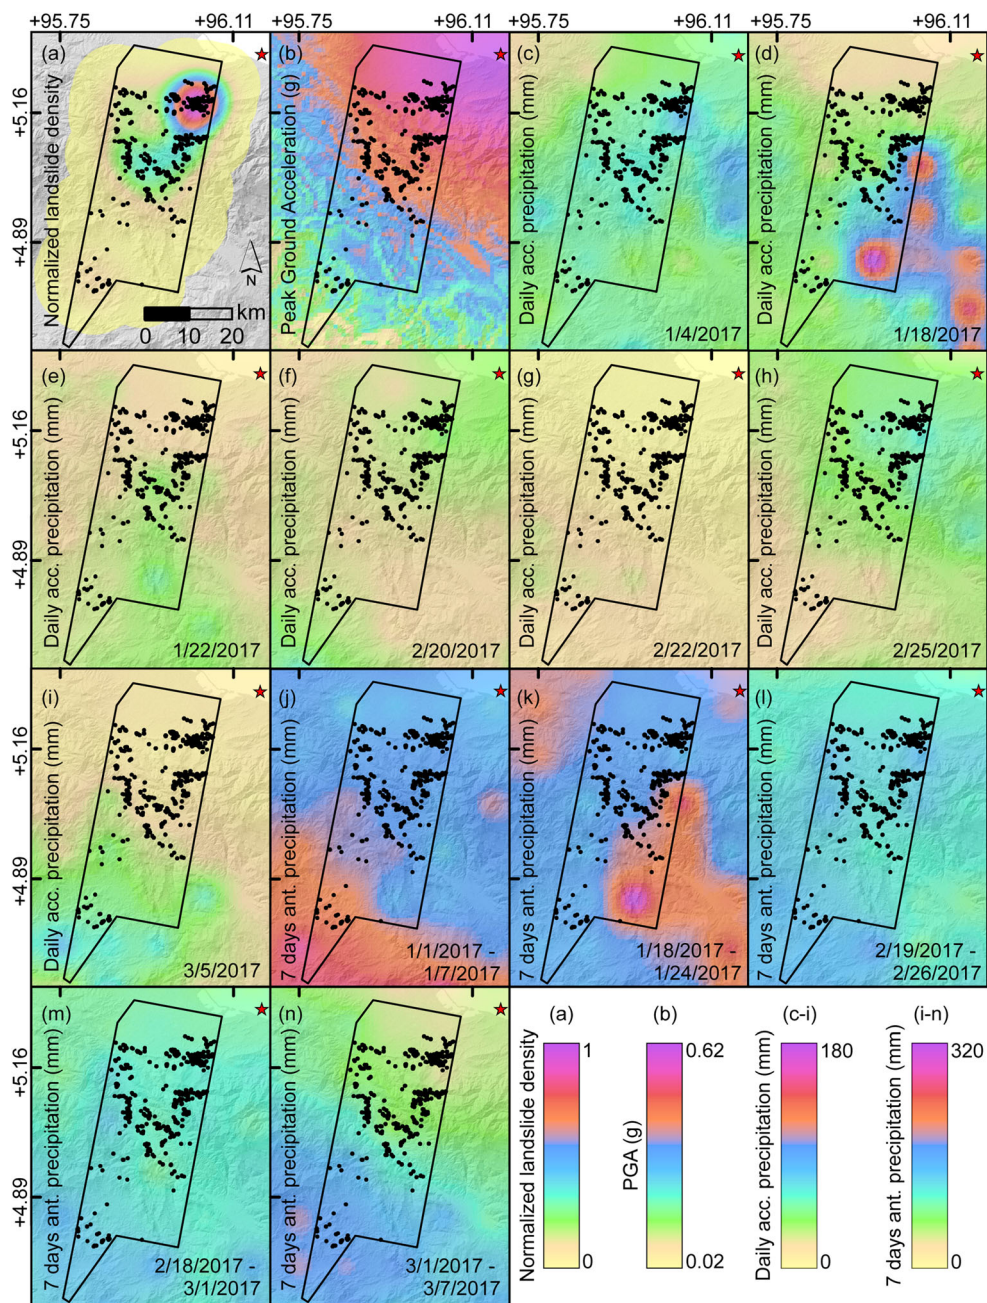 +95.75 +96.11 +95.75 +96.11
(a) (b) (c) (d)
Normalized landslide density
Peak Ground Acceleration (g)
Daily acc. precipitation (mm)
Daily acc. precipitation (mm)
+5.16
+4.89
N
km
0 10 20
1/4/2017
1/18/2017
(e) (f) (g) (h)
Daily acc. precipitation (mm)
Daily acc. precipitation (mm)
Daily acc. precipitation (mm)
Daily acc. precipitation (mm)
+5.16
+4.89
1/22/2017
2/20/2017
2/22/2017
2/25/2017
(i) (j) (k) (l)
Daily acc. precipitation (mm)
7 days ant. precipitation (mm)
7 days ant. precipitation (mm)
7 days ant. precipitation (mm)
+5.16
+4.89
3/5/2017
1/1/2017 -
1/7/2017
1/18/2017 -
1/24/2017
2/19/2017 -
2/26/2017
(m) (n)
7 days ant. precipitation (mm)
7 days ant. precipitation (mm)
+5.16
+4.89
2/18/2017 -
3/1/2017
3/1/2017 -
3/7/2017
(a) (b) (c-i) (i-n)
Normalized landslide density
1
0
PGA (g)
0.62
0.02
Daily acc. precipitation (mm)
180
0
7 days ant. precipitation (mm)
320
0